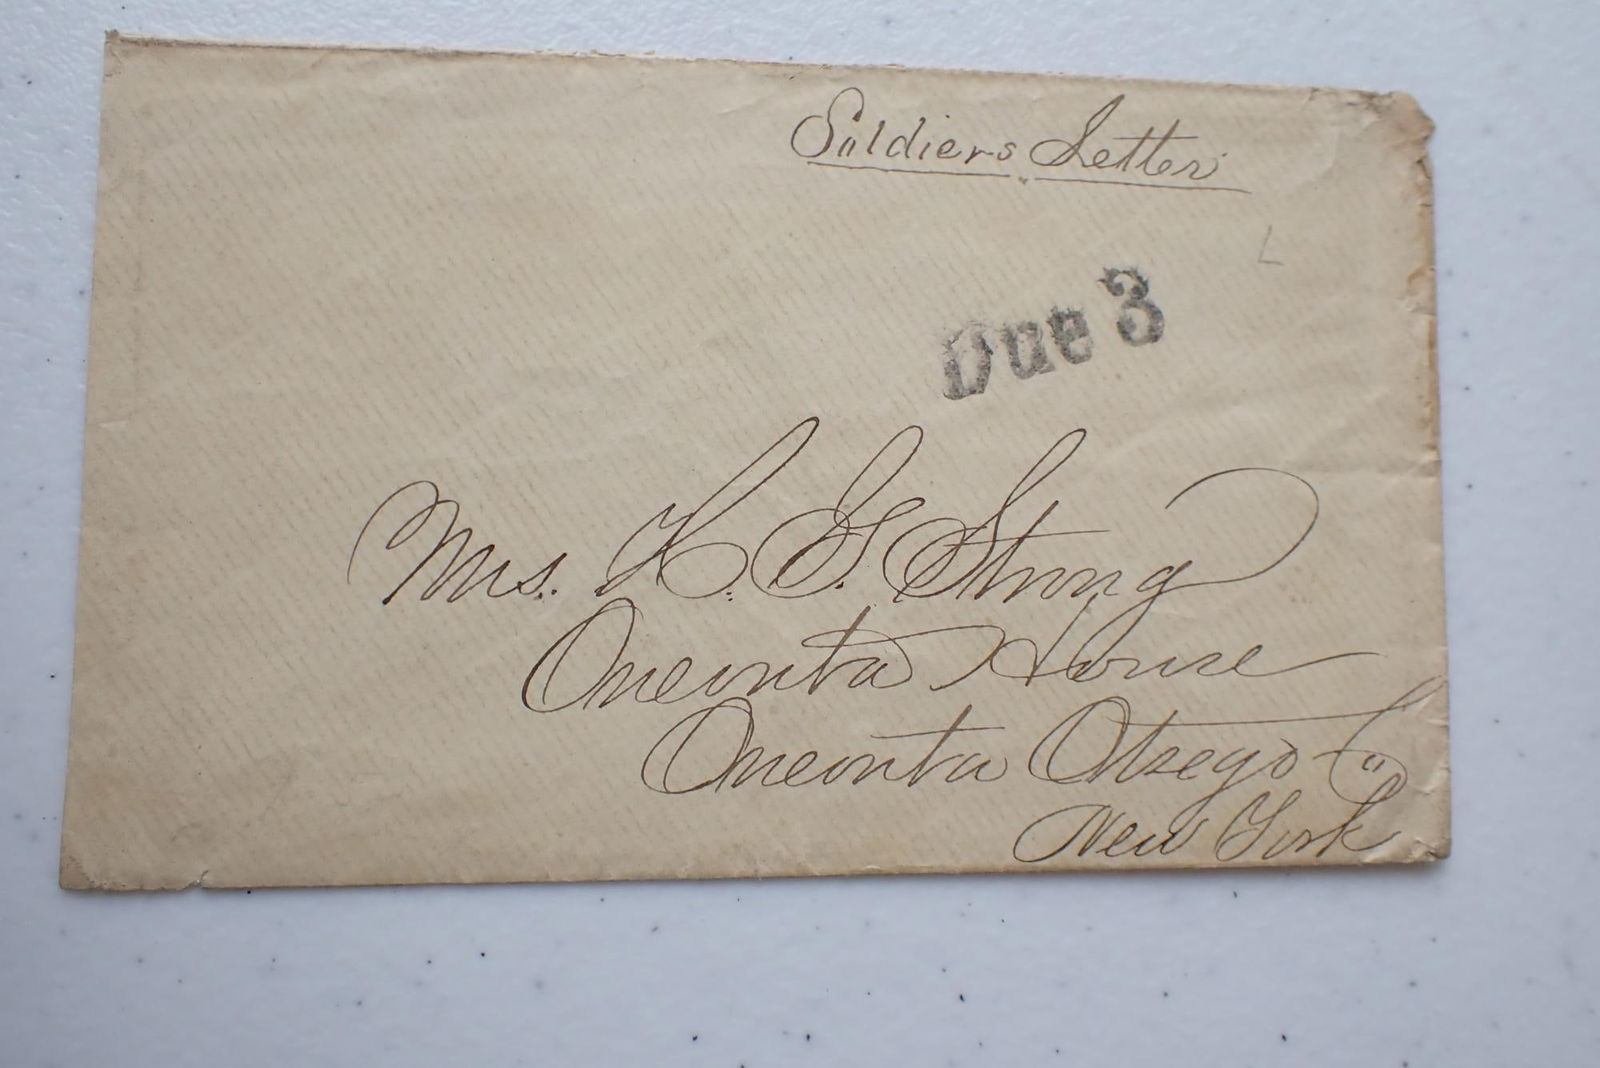 Soldiers Letter
L
Due 3
Mrs. H. G. Strong
Oneonta House
Oneonta Otsego Co
New York